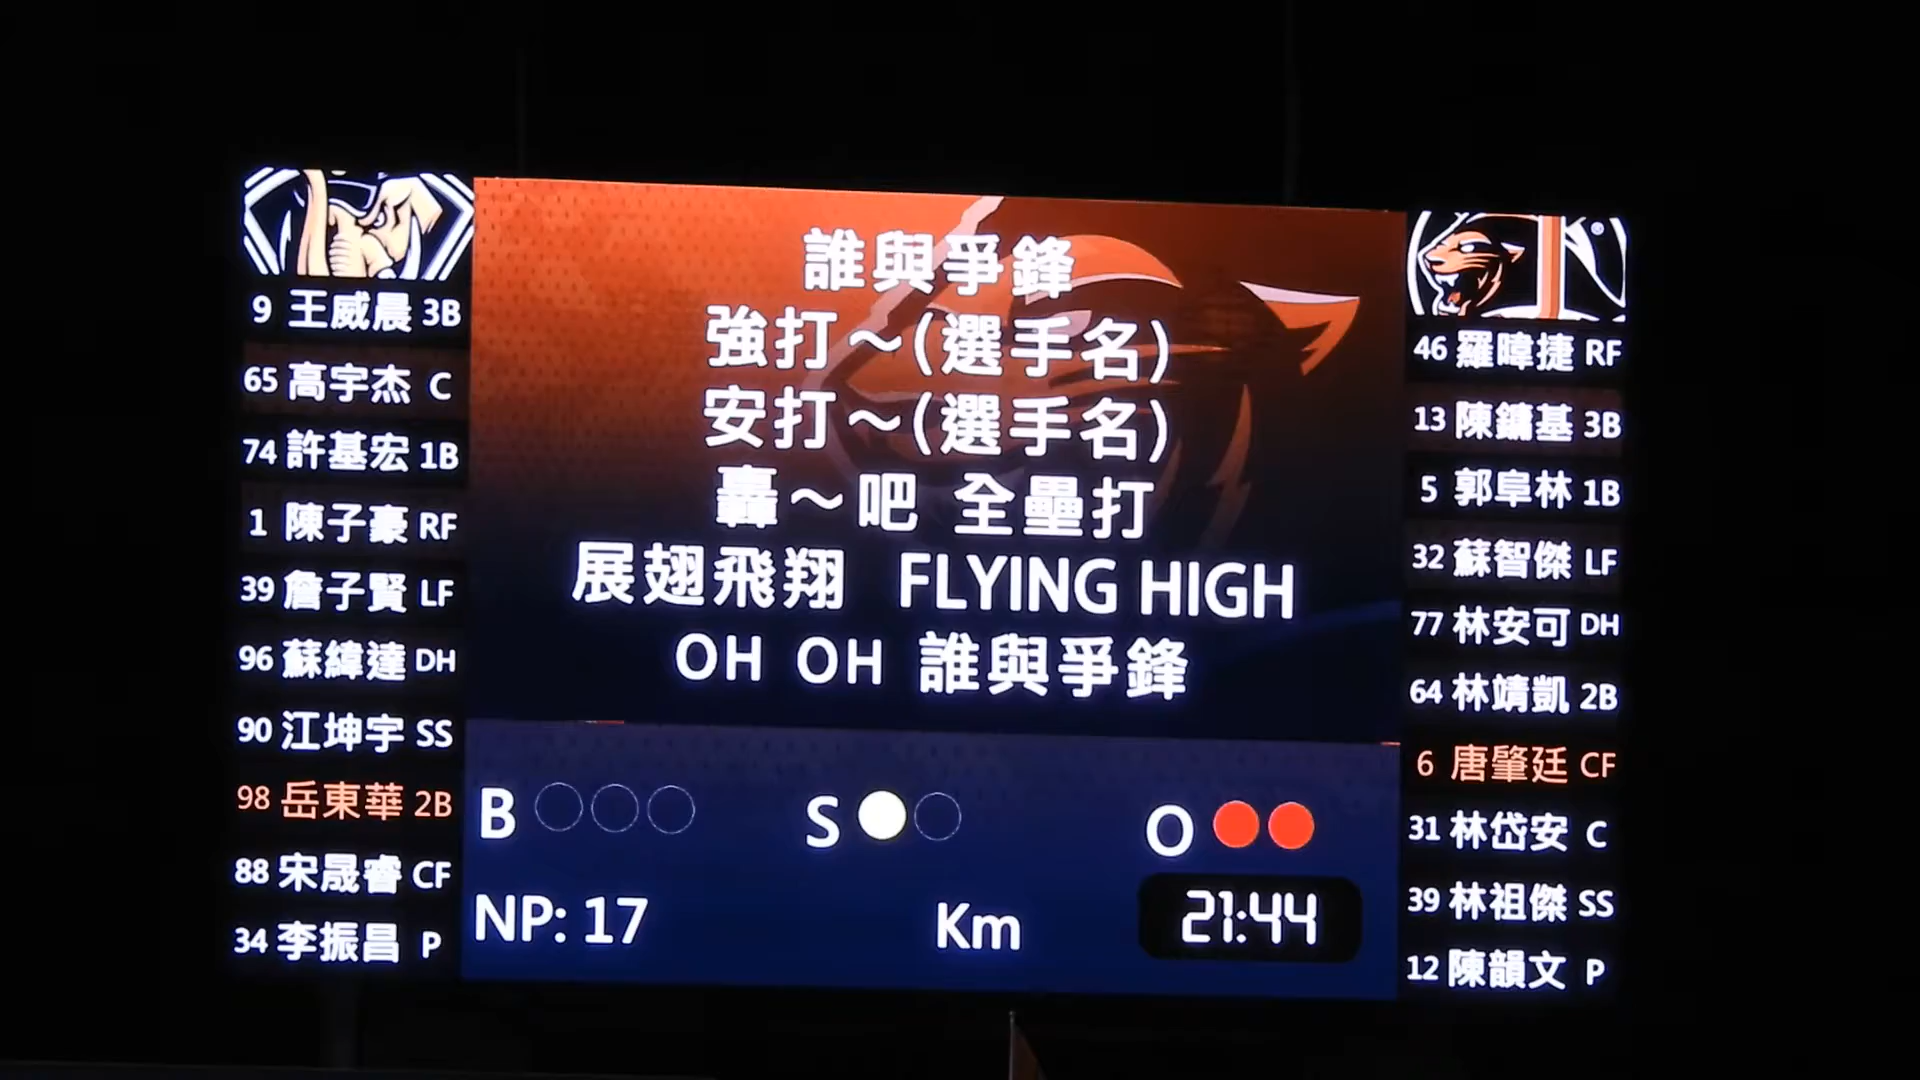 9 王威晨 3B
65 高宇杰 C
74 許基宏 1B
1 陳子豪 RF
39 詹子賢 LF
96 蘇緯達 DH
90 江坤宇 SS
98 岳東華 2B
88 宋晟睿 CF
34 李振昌 P
誰與爭鋒
強打～(選手名)
安打～(選手名)
轟～吧 全壘打
展翅飛翔 FLYING HIGH
OH OH 誰與爭鋒
B S O
NP: 17 Km 21:44
46 羅暐捷 RF
13 陳鏞基 3B
5 郭阜林 1B
32 蘇智傑 LF
77 林安可 DH
64 林靖凱 2B
6 唐肇廷 CF
31 林岱安 C
39 林祖傑 SS
12 陳韻文 P